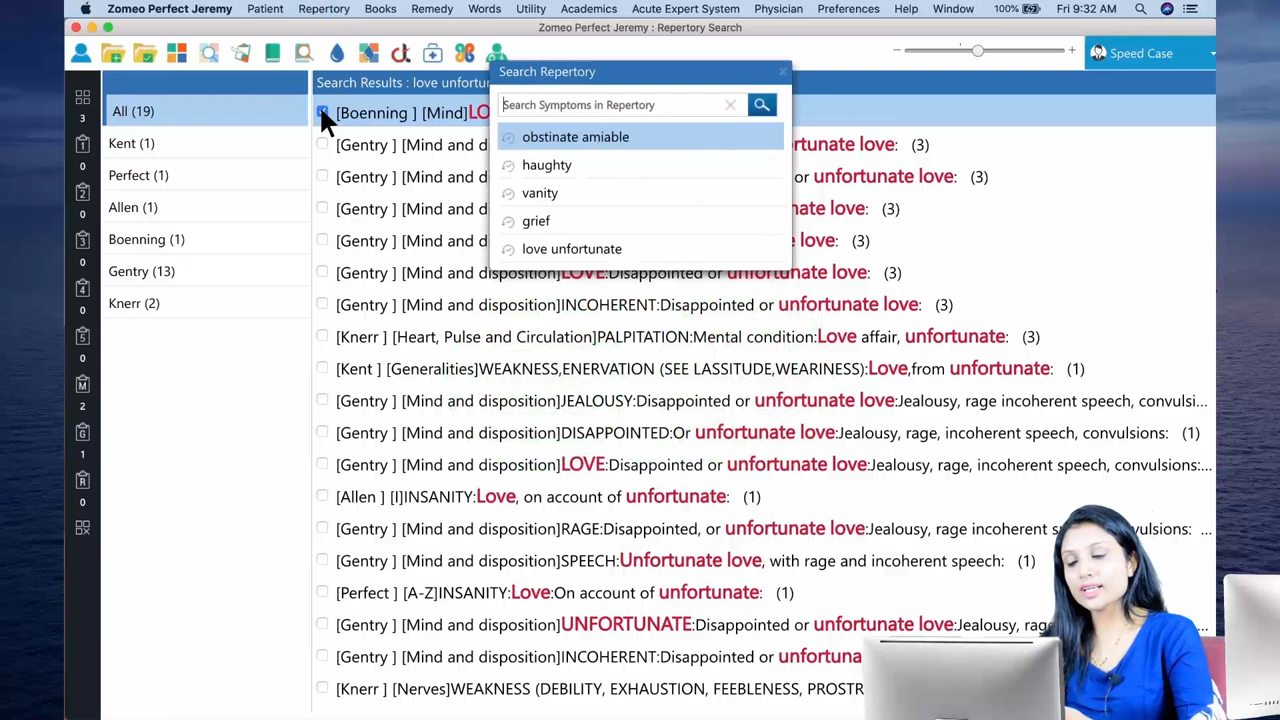 Zomeo Perfect Jeremy Patient Repertory Books Remedy Words Utility Academics Acute Expert System Physician Preferences Help Window 100% Fri 9:32 AM
Zomeo Perfect Jeremy : Repertory Search
Speed Case
Search Results : love unfortu
Search Repertory
Search Symptoms in Repertory
obstinate amiable
haughty
vanity
grief
love unfortunate
3
0
2
0
3
0
4
0
5
0
M
2
G
1
R
0
All (19)
Kent (1)
Perfect (1)
Allen (1)
Boenning (1)
Gentry (13)
Knerr (2)
[Boenning ] [Mind]LO
[Gentry ] [Mind and d rtunate love: (3)
[Gentry ] [Mind and d or unfortunate love: (3)
[Gentry ] [Mind and d nate love: (3)
[Gentry ] [Mind and d love: (3)
[Gentry ] [Mind and disposition]LOVE:Disappointed or unfortunate love: (3)
[Gentry ] [Mind and disposition]INCOHERENT:Disappointed or unfortunate love: (3)
[Knerr ] [Heart, Pulse and Circulation]PALPITATION:Mental condition:Love affair, unfortunate: (3)
[Kent ] [Generalities]WEAKNESS,ENERVATION (SEE LASSITUDE,WEARINESS):Love,from unfortunate: (1)
[Gentry ] [Mind and disposition]JEALOUSY:Disappointed or unfortunate love:Jealousy, rage incoherent speech, convulsi...
[Gentry ] [Mind and disposition]DISAPPOINTED:Or unfortunate love:Jealousy, rage, incoherent speech, convulsions: (1)
[Gentry ] [Mind and disposition]LOVE:Disappointed or unfortunate love:Jealousy, rage, incoherent speech, convulsions:...
[Allen ] [I]INSANITY:Love, on account of unfortunate: (1)
[Gentry ] [Mind and disposition]RAGE:Disappointed, or unfortunate love:Jealousy, rage incoherent vulsions: ...
[Gentry ] [Mind and disposition]SPEECH:Unfortunate love, with rage and incoherent speech: (1)
[Perfect ] [A-Z]INSANITY:Love:On account of unfortunate: (1)
[Gentry ] [Mind and disposition]UNFORTUNATE:Disappointed or unfortunate love:Jealousy, ...
[Gentry ] [Mind and disposition]INCOHERENT:Disappointed or unfortuna
[Knerr ] [Nerves]WEAKNESS (DEBILITY, EXHAUSTION, FEEBLENESS, PROSTR